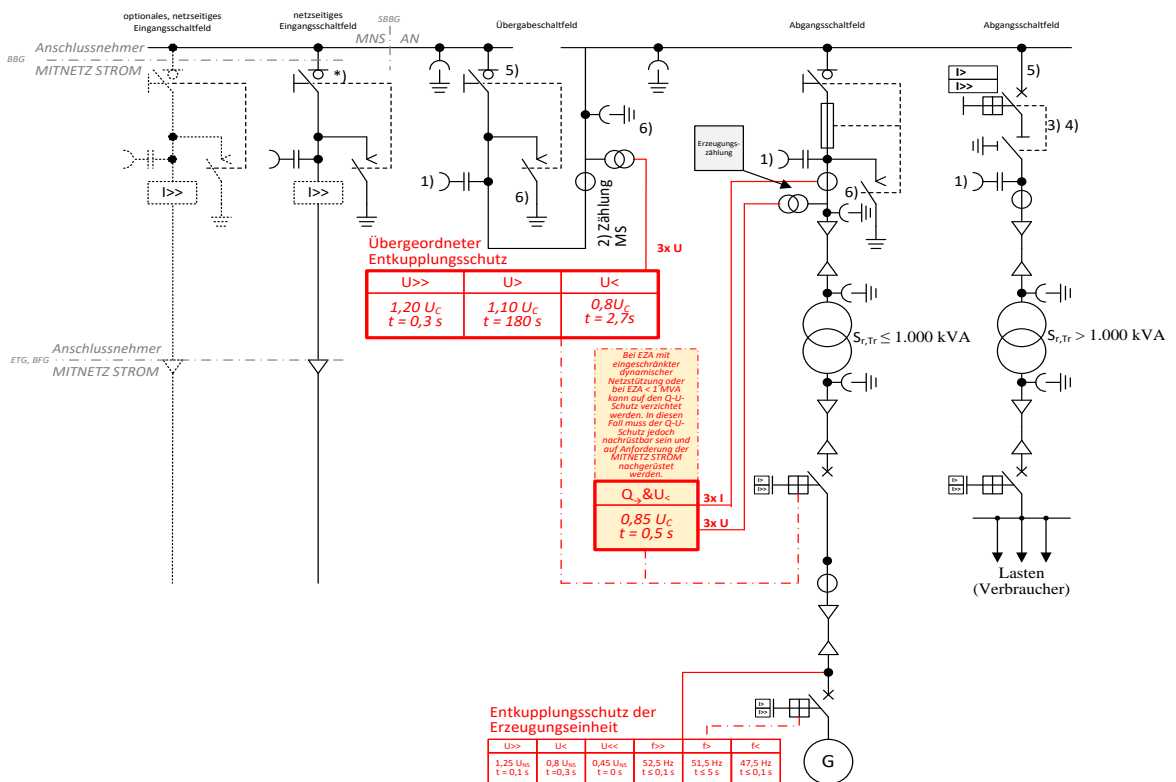 optionales, netzseitiges
Eingangsschaltfeld
netzseitiges
Eingangsschaltfeld
SBBG
MNS
AN
Übergabeschaltfeld
Abgangsschaltfeld
Abgangsschaltfeld
Anschlussnehmer
BBG
MITNETZ STROM
*)
5)
I>
I>>
5)
3) 4)
6)
Erzeugungs-
zählung
1)
1)
1)
6)
6)
I>>
I>>
2) Zählung
MS
3x U
Übergeordneter
Entkupplungsschutz
U>> U> U<
1,20 UC 1,10 UC 0,8UC
t = 0,3 s t = 180 s t = 2,7s
Sr,Tr ≤ 1.000 kVA
Sr,Tr > 1.000 kVA
Anschlussnehmer
ETG, BFG
MITNETZ STROM
Bei EZA mit
eingeschränkter
dynamischer
Netzstützung oder
bei EZA < 1 MVA
kann auf den Q-U-
Schutz verzichtet
werden. In diesen
Fall muss der Q-U-
Schutz jedoch
nachrüstbar sein und
auf Anforderung der
MITNETZ STROM
nachgerüstet
werden.
Q→&U<
3x I
0,85 UC
t = 0,5 s
3x U
I>
I>>
I>
I>>
Lasten
(Verbraucher)
Entkupplungsschutz der
Erzeugungseinheit
I>
I>>
U>> U< U<< f>> f> f<
1,25 UNS 0,8 UNS 0,45 UNS 52,5 Hz 51,5 Hz 47,5 Hz
t = 0,1 s t =0,3 s t = 0 s t ≤ 0,1 s t ≤ 5 s t ≤ 0,1 s
G